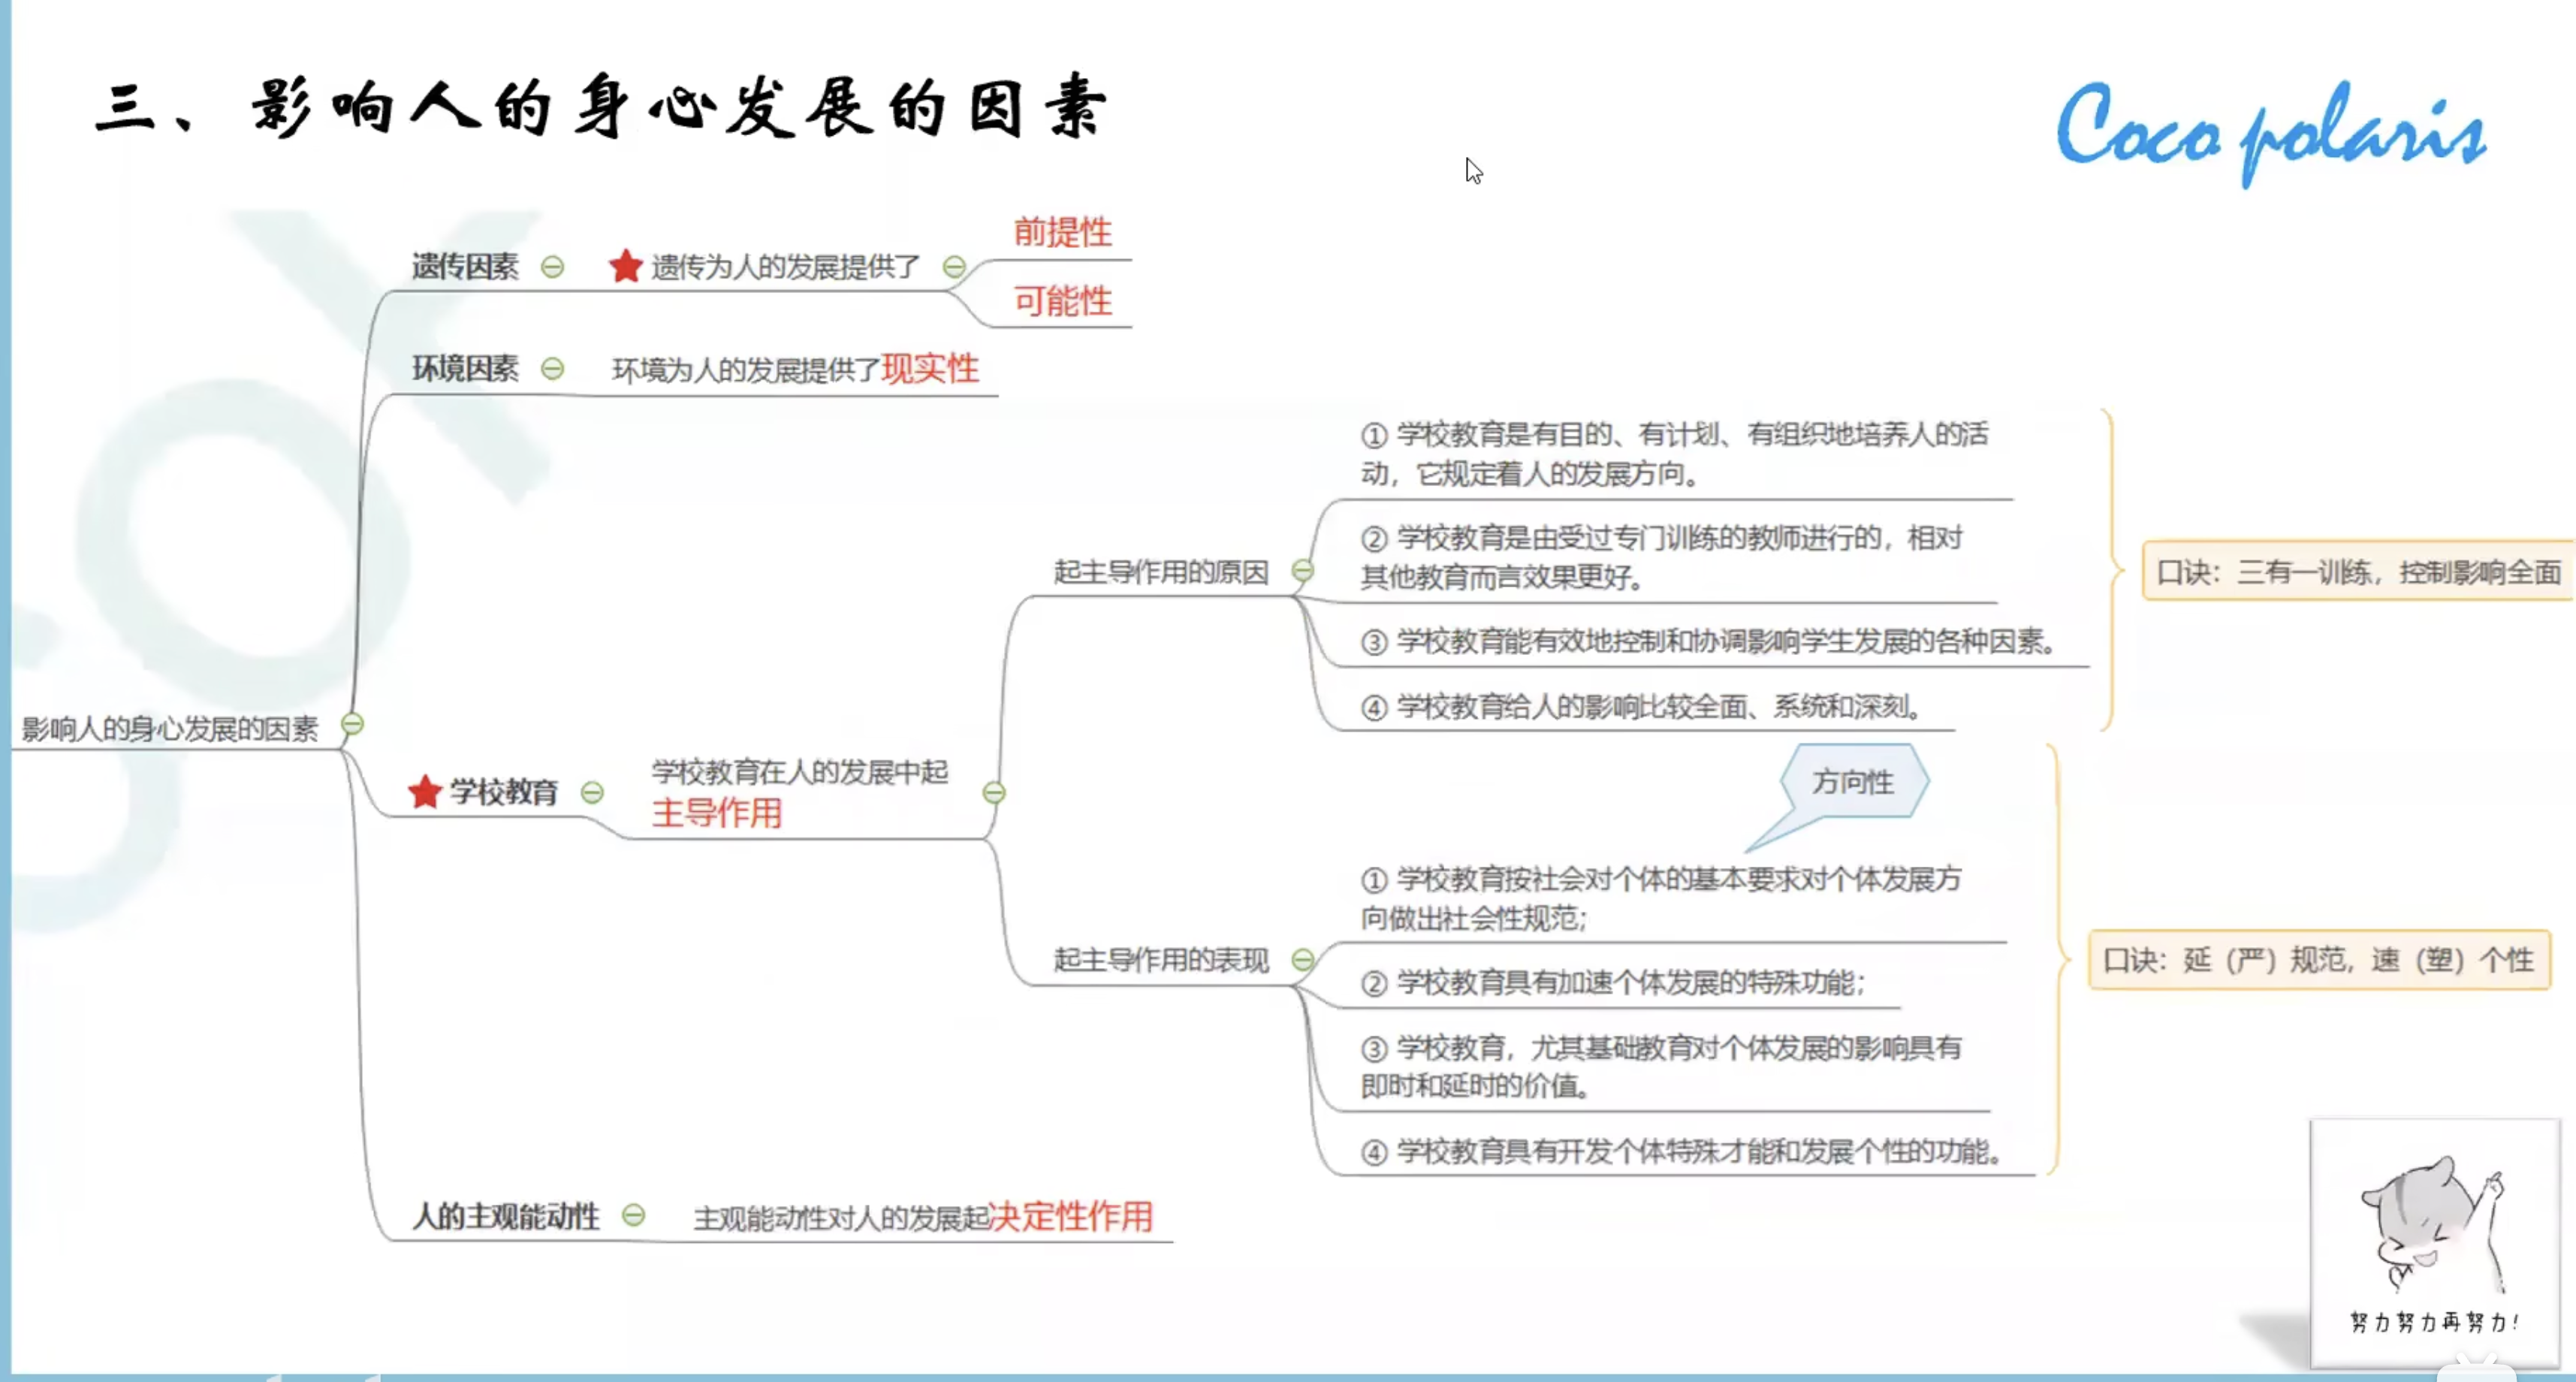 三、影响人的身心发展的因素
Coco polaris
影响人的身心发展的因素
遗传因素
遗传为人的发展提供了
前提性
可能性
环境因素
环境为人的发展提供了现实性
学校教育
学校教育在人的发展中起
主导作用
起主导作用的原因
① 学校教育是有目的、有计划、有组织地培养人的活
动，它规定着人的发展方向。
② 学校教育是由受过专门训练的教师进行的，相对
其他教育而言效果更好。
③ 学校教育能有效地控制和协调影响学生发展的各种因素。
④ 学校教育给人的影响比较全面、系统和深刻。
口诀：三有一训练，控制影响全面
起主导作用的表现
方向性
① 学校教育按社会对个体的基本要求对个体发展方
向做出社会性规范；
② 学校教育具有加速个体发展的特殊功能；
③ 学校教育，尤其基础教育对个体发展的影响具有
即时和延时的价值。
④ 学校教育具有开发个体特殊才能和发展个性的功能。
口诀：延（严）规范，速（塑）个性
人的主观能动性
主观能动性对人的发展起决定性作用
努力努力再努力！